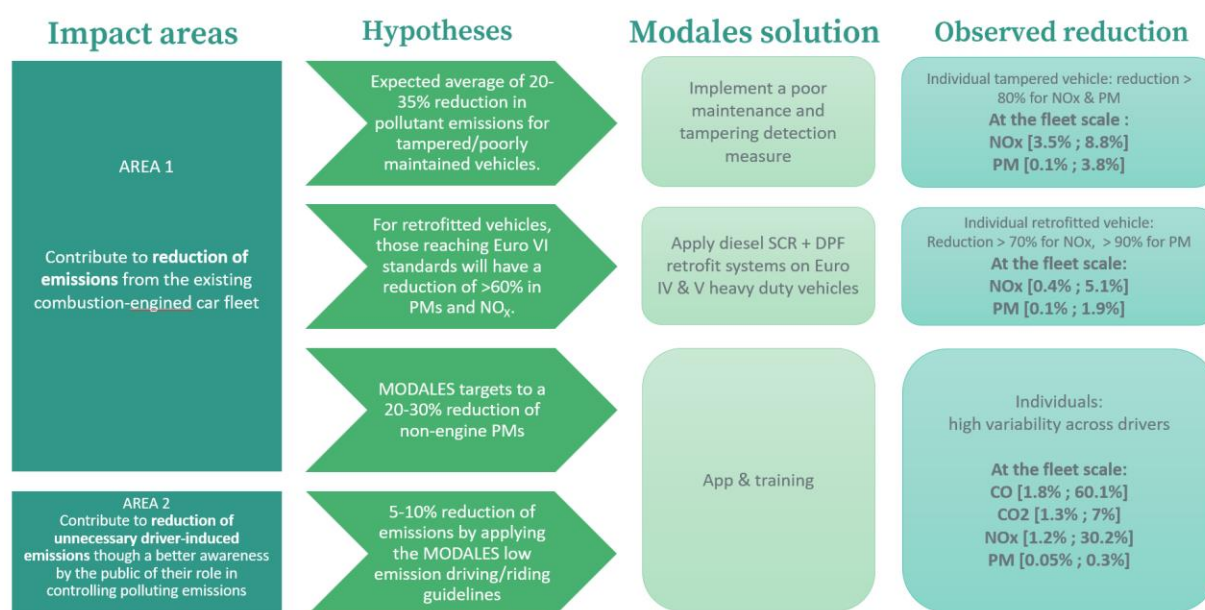 Impact areas
Hypotheses
Modales solution
Observed reduction
AREA 1
Contribute to reduction of
emissions from the existing
combustion-engined car fleet
Expected average of 20-
35% reduction in
pollutant emissions for
tampered/poorly
maintained vehicles.
Implement a poor
maintenance and
tampering detection
measure
Individual tampered vehicle: reduction >
80% for NOx & PM
At the fleet scale :
NOx [3.5% ; 8.8%]
PM [0.1% ; 3.8%]
For retrofitted vehicles,
those reaching Euro VI
standards will have a
reduction of >60% in
PMs and NOx.
Apply diesel SCR + DPF
retrofit systems on Euro
IV & V heavy duty vehicles
Individual retrofitted vehicle:
Reduction > 70% for NOx, > 90% for PM
At the fleet scale:
NOx [0.4% ; 5.1%]
PM [0.1% ; 1.9%]
MODALES targets to a
20-30% reduction of
non-engine PMs
AREA 2
Contribute to reduction of
unnecessary driver-induced
emissions though a better awareness
by the public of their role in
controlling polluting emissions
5-10% reduction of
emissions by applying
the MODALES low
emission driving/riding
guidelines
App & training
Individuals:
high variability across drivers
At the fleet scale:
CO [1.8% ; 60.1%]
CO2 [1.3% ; 7%]
NOx [1.2% ; 30.2%]
PM [0.05% ; 0.3%]